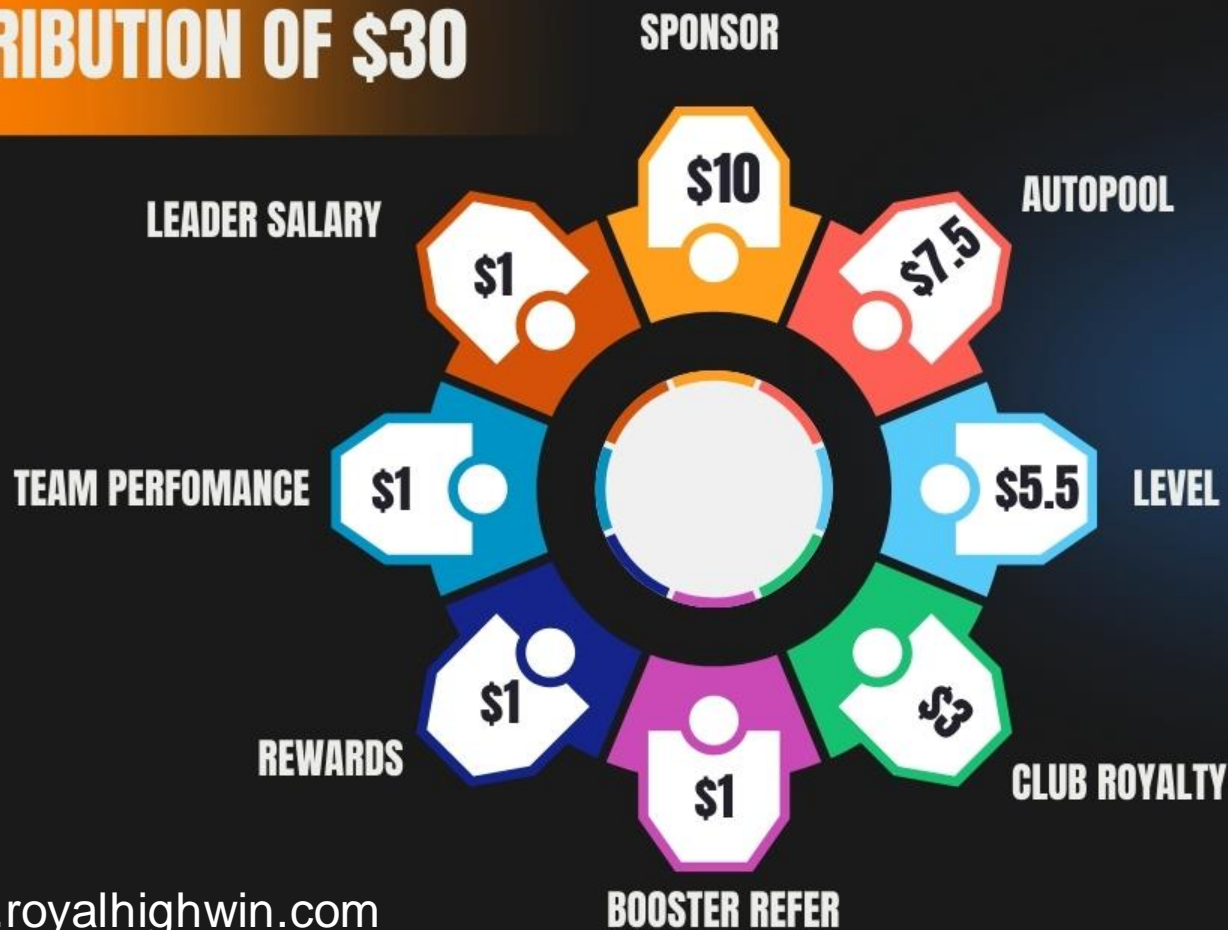 RIBUTION OF $30
SPONSOR
$10
AUTOPOOL
$7.5
LEVEL
$5.5
CLUB ROYALTY
$3
BOOSTER REFER
$1
REWARDS
$1
TEAM PERFOMANCE
$1
LEADER SALARY
$1
.royalhighwin.com